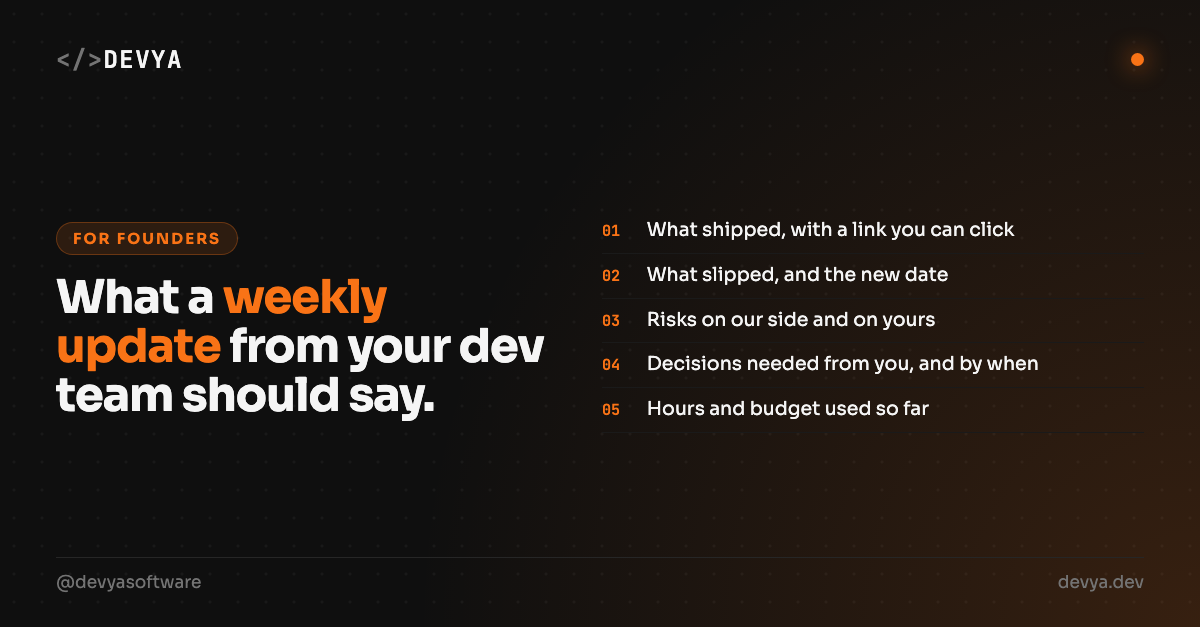 </>DEVYA
FOR FOUNDERS
What a weekly
update from your dev
team should say.
01 What shipped, with a link you can click
02 What slipped, and the new date
03 Risks on our side and on yours
04 Decisions needed from you, and by when
05 Hours and budget used so far
@devyasoftware
devya.dev